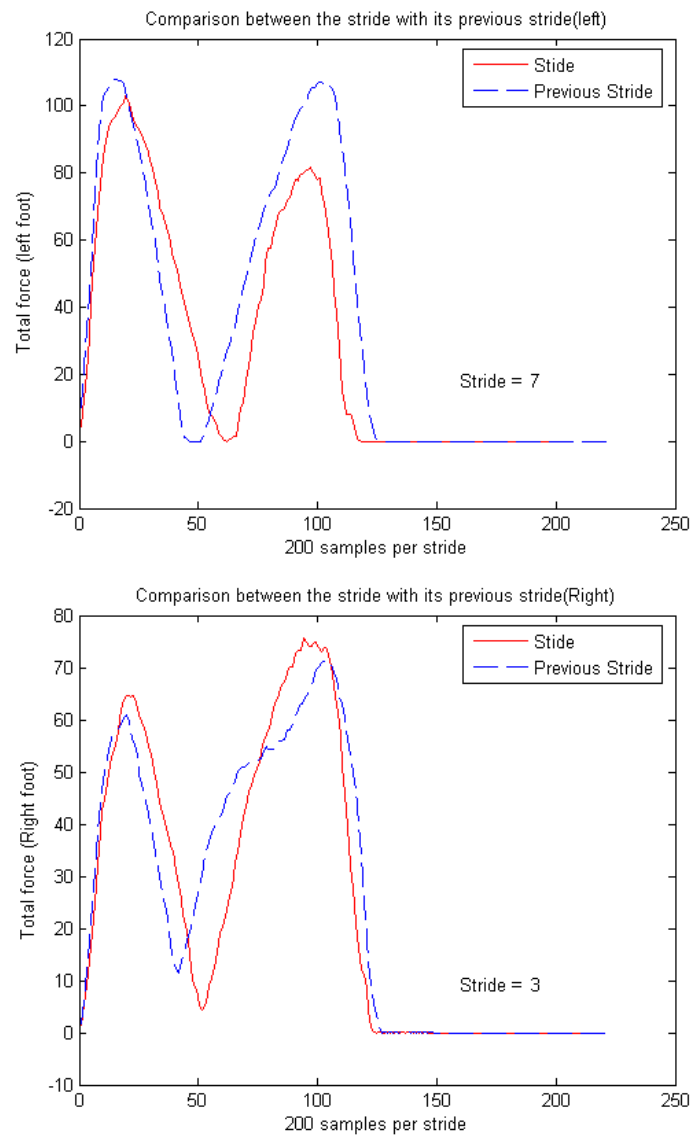 Comparison between the stride with its previous stride(left)
120
100
80
60
40
20
0
-20
Total force (left foot)
Stide
Previous Stride
Stride = 7
0 50 100 150 200 250
200 samples per stride
Comparison between the stride with its previous stride(Right)
80
70
60
50
40
30
20
10
0
-10
Total force (Right foot)
Stide
Previous Stride
Stride = 3
0 50 100 150 200 250
200 samples per stride